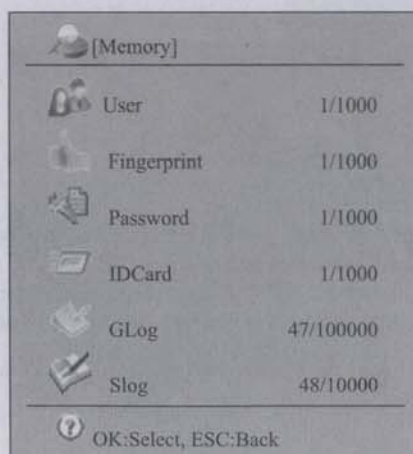 [Memory]
User 1/1000
Fingerprint 1/1000
Password 1/1000
IDCard 1/1000
GLog 47/100000
Slog 48/10000
OK:Select, ESC:Back